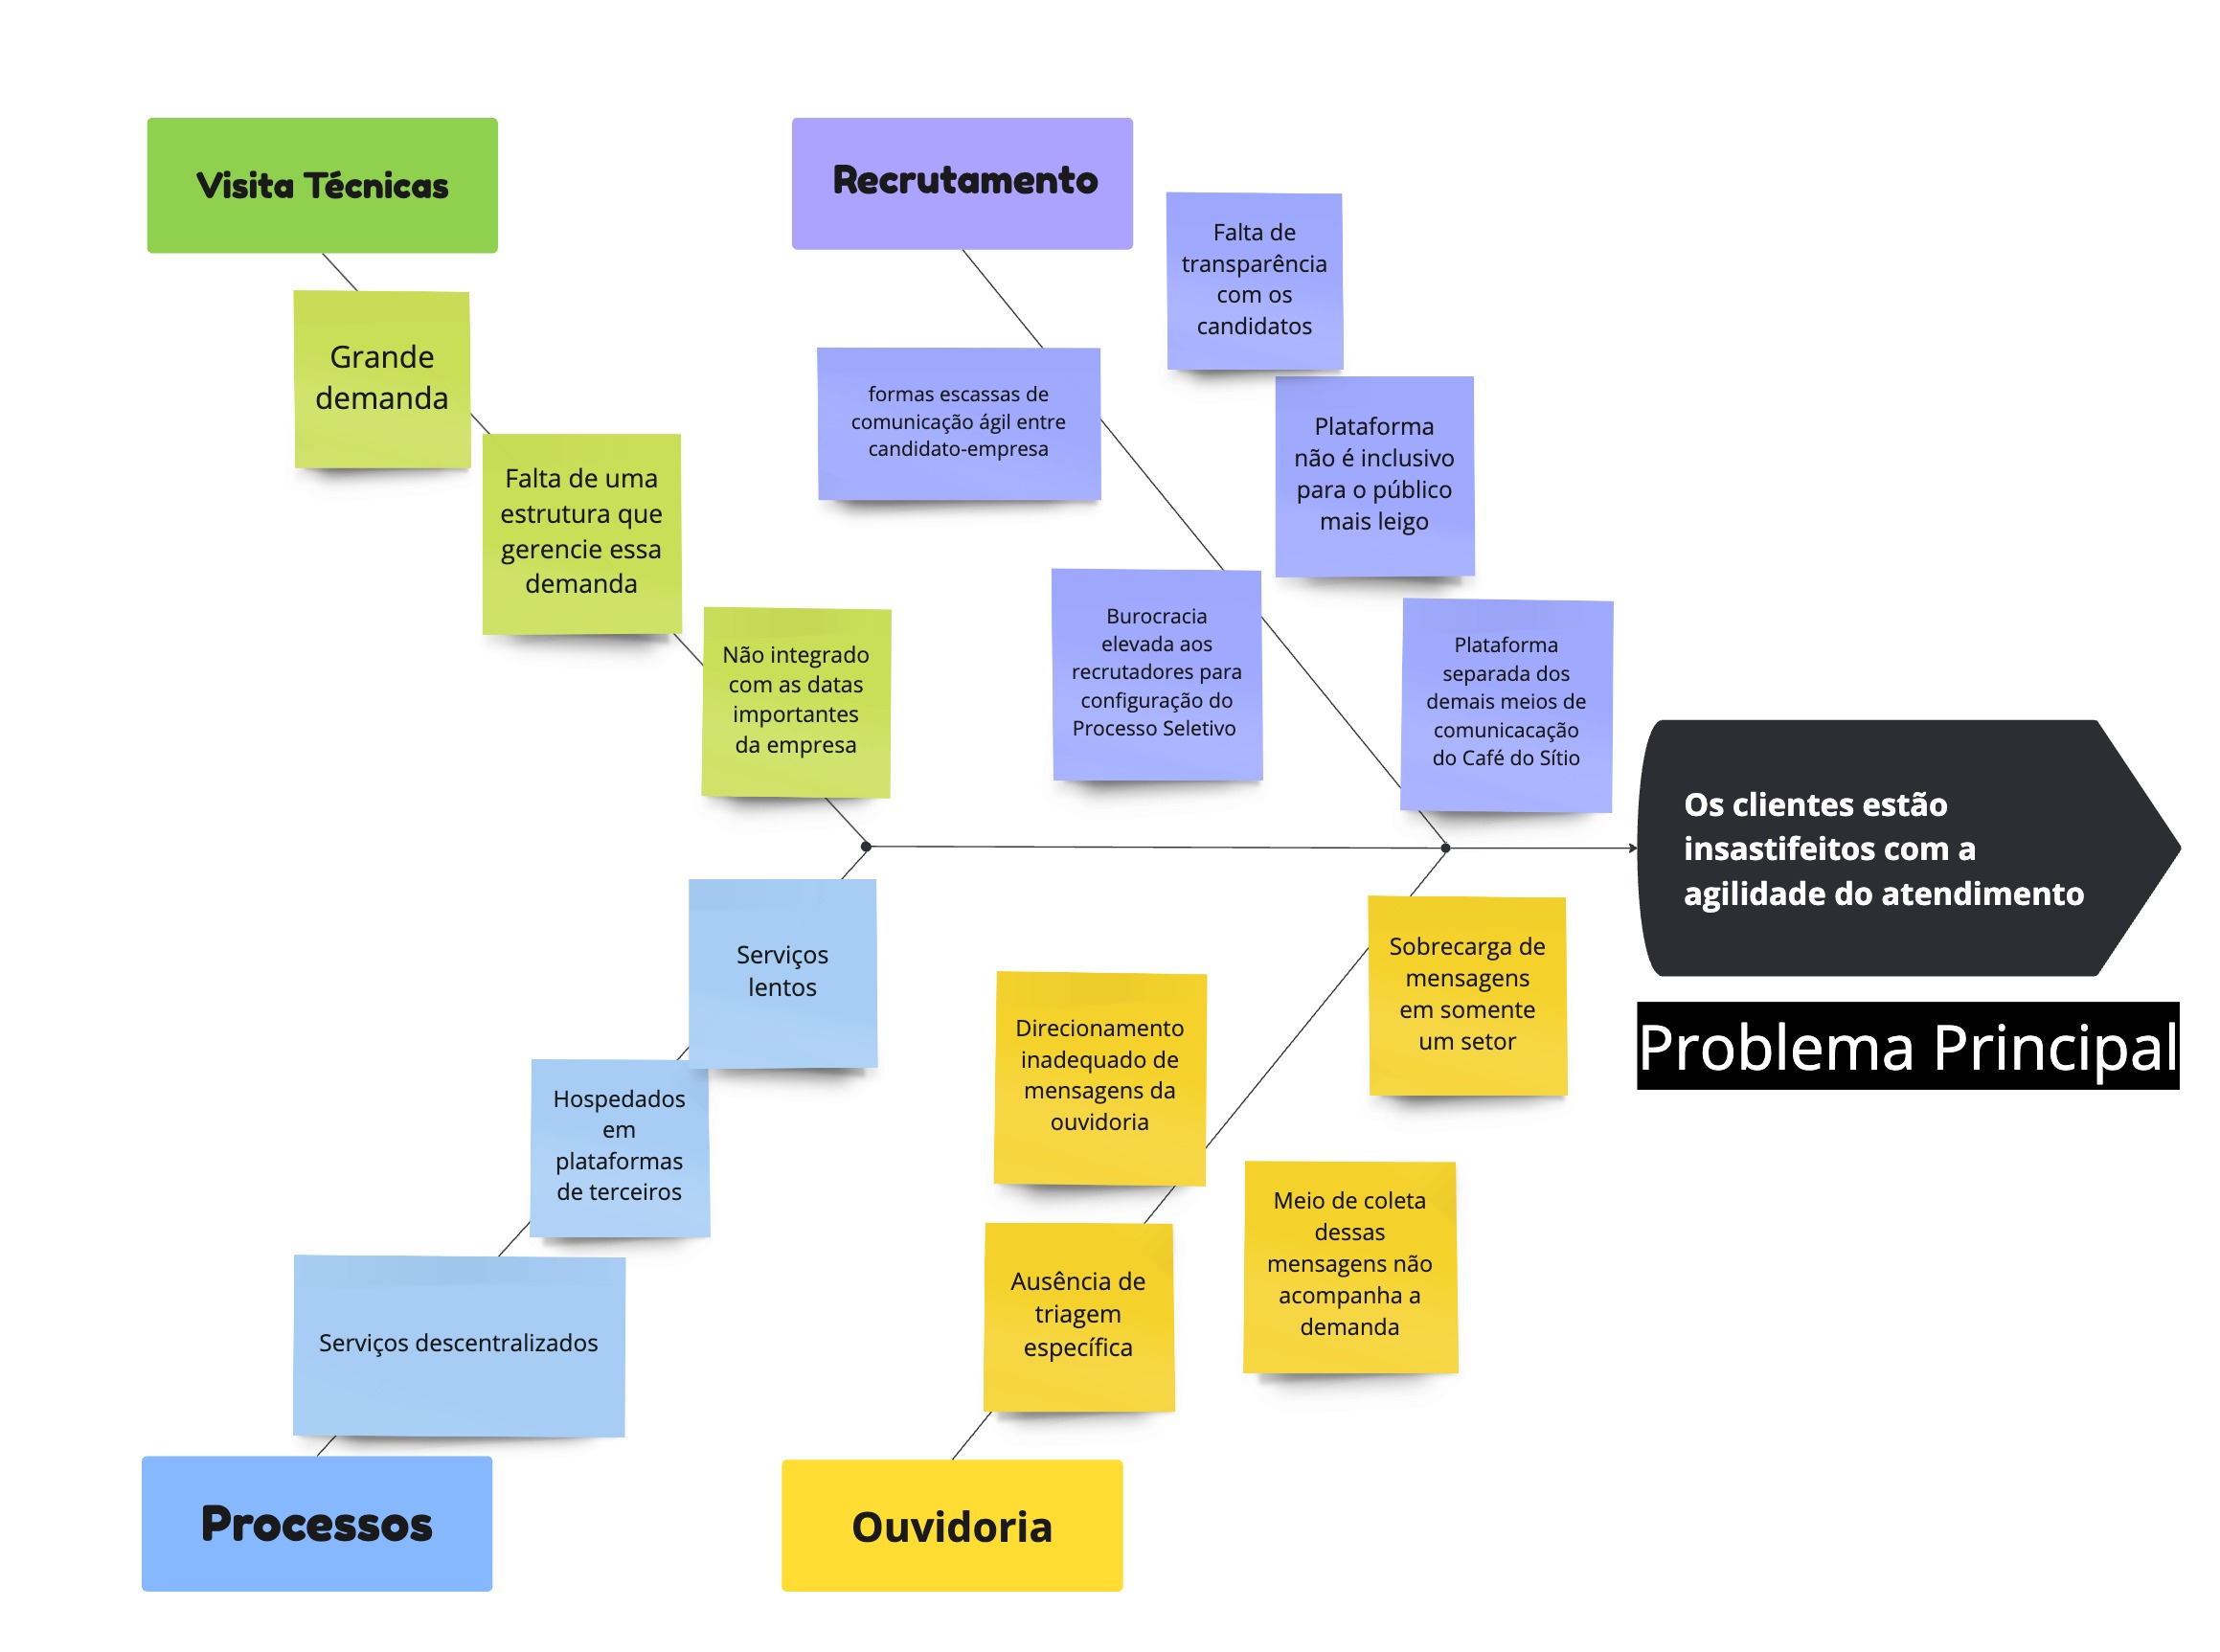 Visita Técnicas
Grande
demanda
Falta de uma
estrutura que
gerencie essa
demanda
Não integrado
com as datas
importantes
da empresa
Recrutamento
Falta de
transparência
com os
candidatos
formas escassas de
comunicação ágil entre
candidato-empresa
Plataforma
não é inclusivo
para o público
mais leigo
Burocracia
elevada aos
recrutadores para
configuração do
Processo Seletivo
Plataforma
separada dos
demais meios de
comunicacação
do Café do Sítio
Os clientes estão
insastifeitos com a
agilidade do atendimento
Problema Principal
Serviços
lentos
Hospedados
em
plataformas
de terceiros
Serviços descentralizados
Processos
Sobrecarga de
mensagens
em somente
um setor
Direcionamento
inadequado de
mensagens da
ouvidoria
Meio de coleta
dessas
mensagens não
acompanha a
demanda
Ausência de
triagem
específica
Ouvidoria